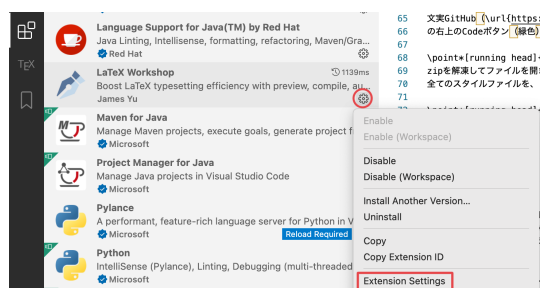 Language Support for Java(TM) by Red Hat
Java Linting, Intellisense, formatting, refactoring, Maven/Gra...
Red Hat
LaTeX Workshop
1139ms
Boost LaTeX typesetting efficiency with preview, compile, au...
James Yu
Maven for Java
Manage Maven projects, execute goals, generate project f
Microsoft
Project Manager for Java
Manage Java projects in Visual Studio Code
Microsoft
Pylance
A performant, feature-rich language server for Python in V
Microsoft
Reload Required
Python
IntelliSense (Pylance), Linting, Debugging (multi-threaded
Microsoft
TEX
65 文実GitHub (\url{https:
66 の右上のCodeボタン (緑色)
67
68 \point*[running head]<
69 zipを解凍してファイルを開
70 全てのスタイルファイルを、
71
Enable
Enable (Workspace)
Disable
Disable (Workspace)
Install Another Version...
Uninstall
Copy
Copy Extension ID
Extension Settings